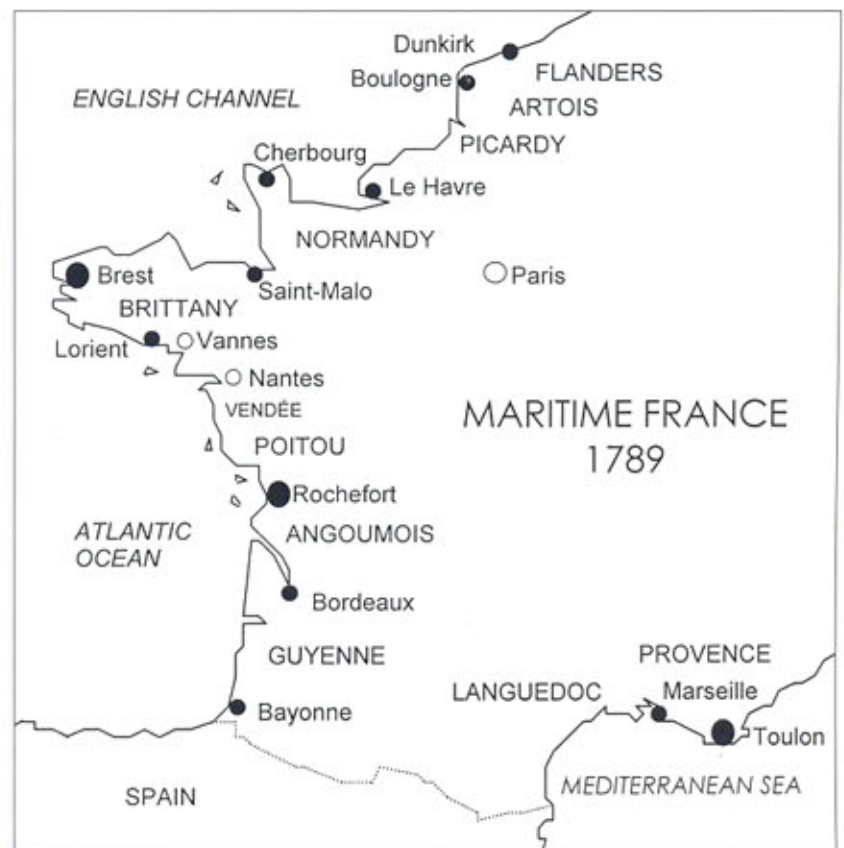 Dunkirk
FLANDERS
Boulogne
ENGLISH CHANNEL
ARTOIS
PICARDY
Cherbourg
Le Havre
NORMANDY
Brest
Paris
Saint-Malo
BRITTANY
Lorient
Vannes
Nantes
VENDÉE
MARITIME FRANCE
1789
POITOU
Rochefort
ATLANTIC
OCEAN
ANGOUMOIS
Bordeaux
GUYENNE
PROVENCE
LANGUEDOC
Marseille
Bayonne
Toulon
MEDITERRANEAN SEA
SPAIN